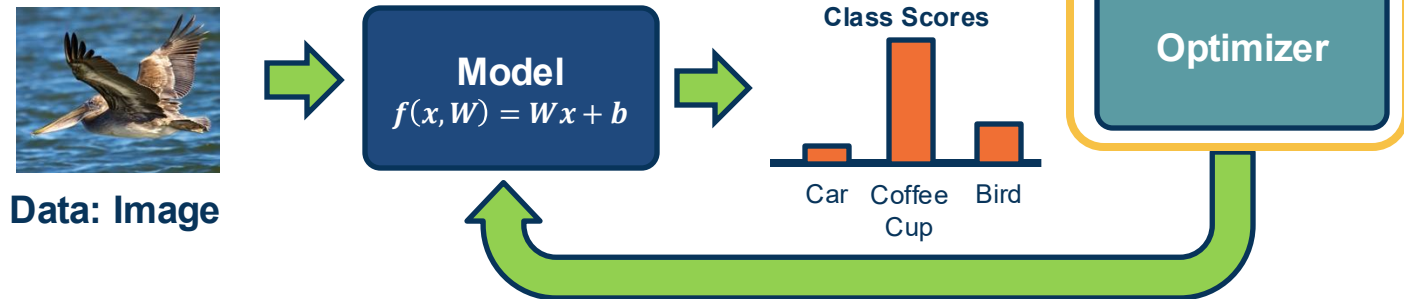 Class Scores
Optimizer
Model
f(x, W) = Wx + b
Car
Coffee
Cup
Bird
Data: Image